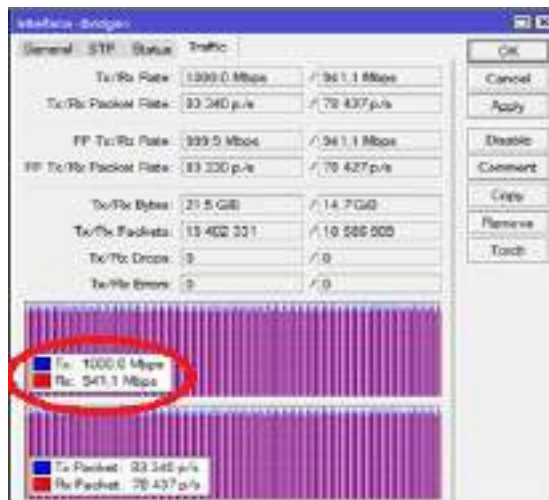 Interface <bridge>
General STP Status Traffic
OK
Cancel
Apply
Disable
Comment
Copy
Remove
Torch
Tx/Rx Rate: 1000.0 Mbps / 941.1 Mbps
Tx/Rx Packet Rate: 83 340 p/s / 78 437 p/s
FP Tx/Rx Rate: 999.5 Mbps / 941.1 Mbps
FP Tx/Rx Packet Rate: 83 330 p/s / 78 427 p/s
Tx/Rx Bytes: 21.5 GiB / 14.7 GiB
Tx/Rx Packets:
Tx/Rx Drops: 0 / 0
Tx/Rx Errors: 0 / 0
Tx: 1000.0 Mbps
Rx: 941.1 Mbps
Tx Packet: 83 340 p/s
Rx Packet: 78 437 p/s